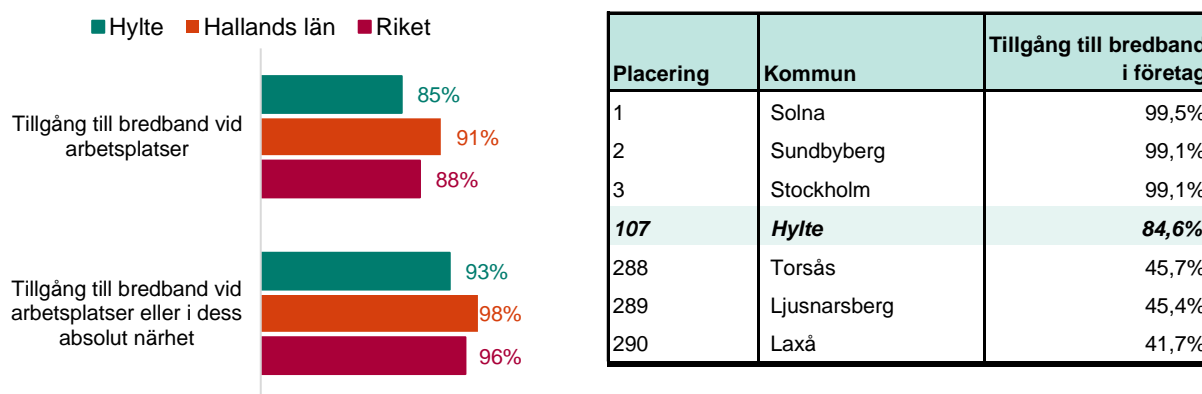 Hylte Hallands län Riket
Tillgång till bredband vid
arbetsplatser
85%
91%
88%
Tillgång till bredband vid
arbetsplatser eller i dess
absolut närhet
93%
98%
96%
Placering Kommun Tillgång till bredband
i företag
1 Solna 99,5%
2 Sundbyberg 99,1%
3 Stockholm 99,1%
107 Hylte 84,6%
288 Torsås 45,7%
289 Ljusnarsberg 45,4%
290 Laxå 41,7%